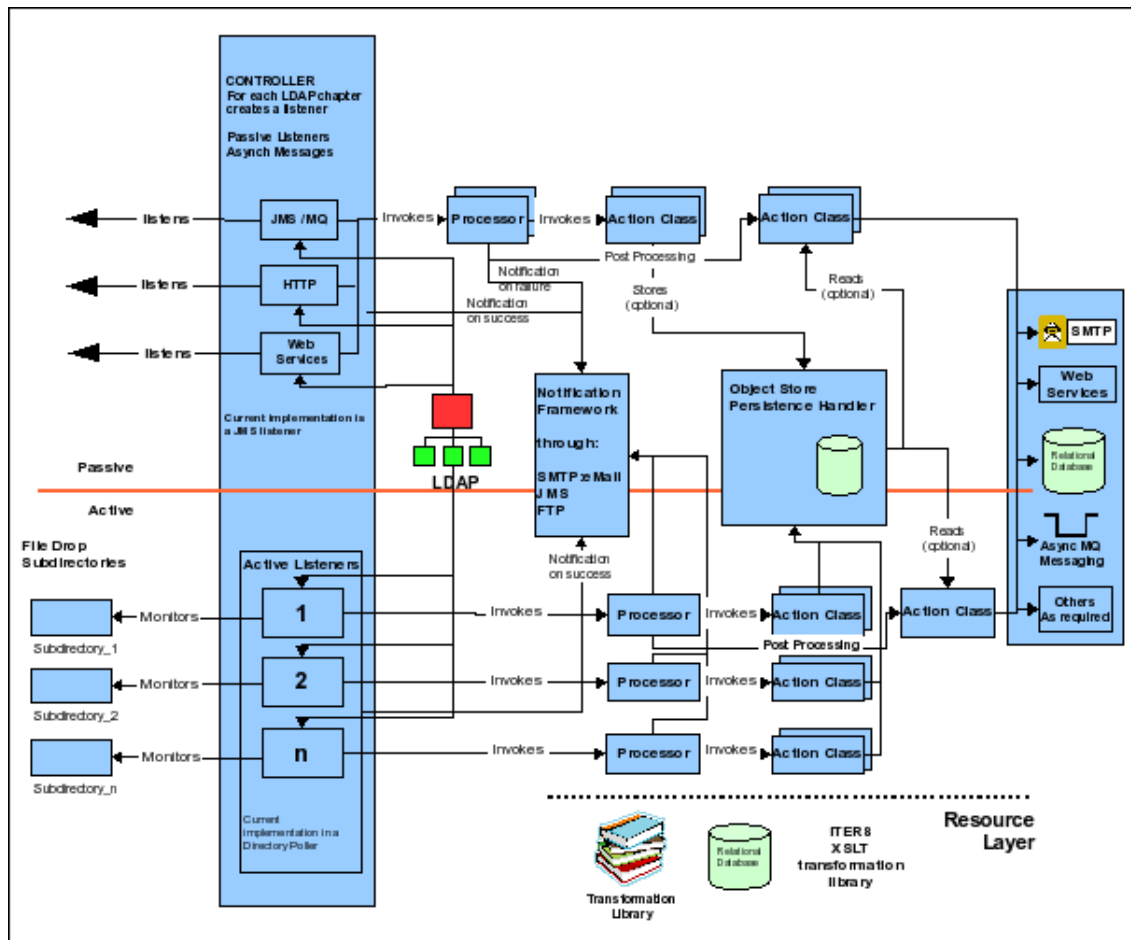 CONTROLLER
For each LDAP chapter
creates a listener
Passive Listeners
Asynch Messages
listens
JMS /MQ
Invokes
Processor
Invokes
Action Class
Action Class
Post Processing
Notification
on failure
Stores
(optional)
Reads
(optional)
listens
HTTP
Notification
on success
listens
Web
Services
SMTP
Web
Services
Relational
Database
Async MQ
Messaging
Others
As required
Notification
Framework
through:
SMTP:eMail
JMS
FTP
Object Store
Persistence Handler
Current Implementation is
a JMS listener
LDAP
Passive
Active
File Drop
Subdirectories
Active Listeners
Notification
on success
Reads
(optional)
Monitors
1
Invokes
Processor
Invokes
Action Class
Action Class
Subdirectory_1
Post Processing
Monitors
2
Invokes
Processor
Invokes
Action Class
Subdirectory_2
Monitors
n
Invokes
Processor
Invokes
Action Class
Subdirectory_n
Current
Implementation in a
Directory Poller
Transformation
Library
Relational
Database
ITER8
XSLT
transformation
library
Resource
Layer